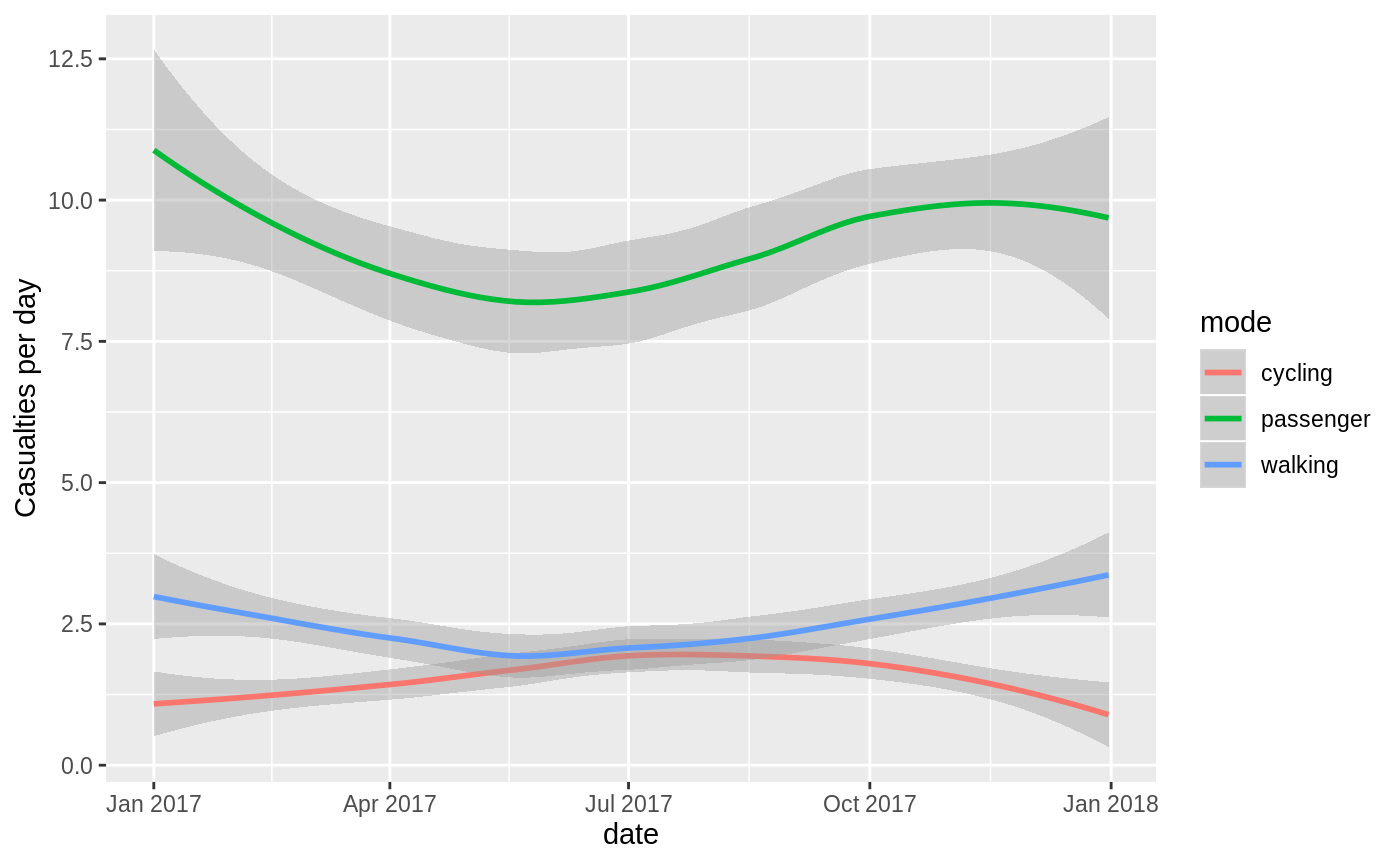 12.5
10.0
7.5
5.0
2.5
0.0
Casualties per day
Jan 2017
Apr 2017
Jul 2017
Oct 2017
Jan 2018
date
mode
cycling
passenger
walking